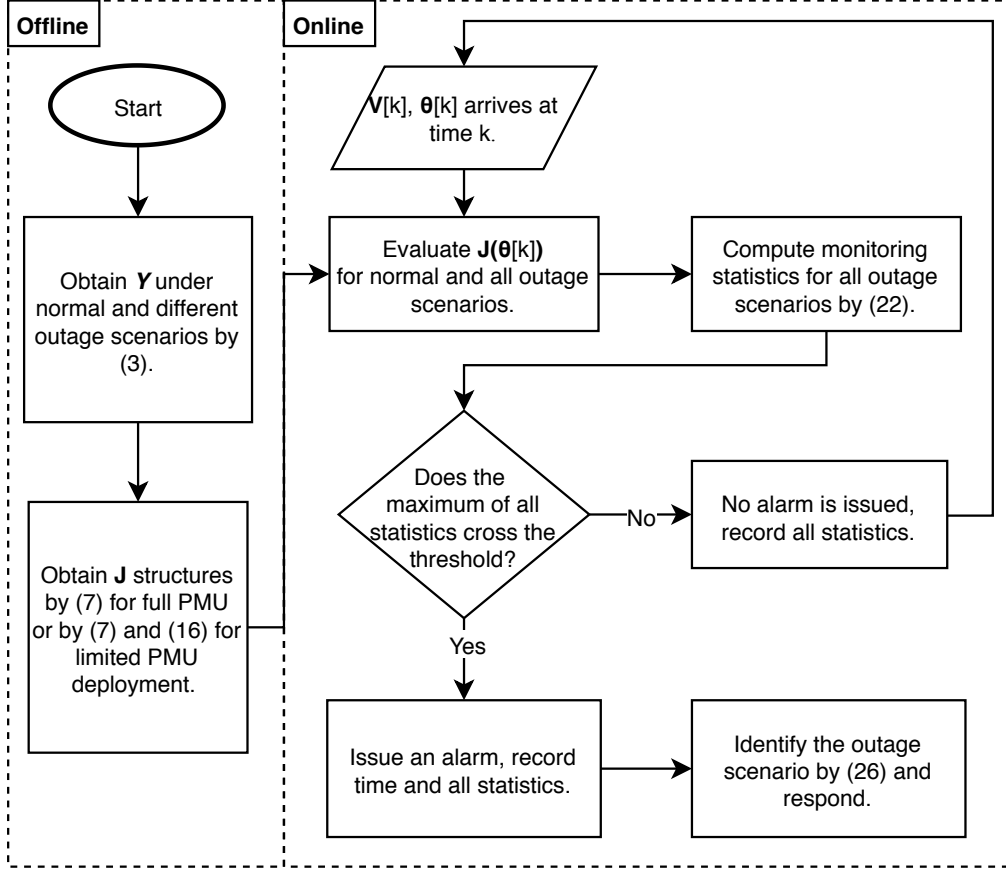 Offline
Start
Obtain Y under
normal and different
outage scenarios by
(3).
Obtain J structures
by (7) for full PMU
or by (7) and (16) for
limited PMU
deployment.
Online
V[k], θ[k] arrives at
time k.
Evaluate J(θ[k])
for normal and all outage
scenarios.
Compute monitoring
statistics for all outage
scenarios by (22).
Does the
maximum of all
statistics cross the
threshold?
No
No alarm is issued,
record all statistics.
Yes
Issue an alarm, record
time and all statistics.
Identify the outage
scenario by (26) and
respond.